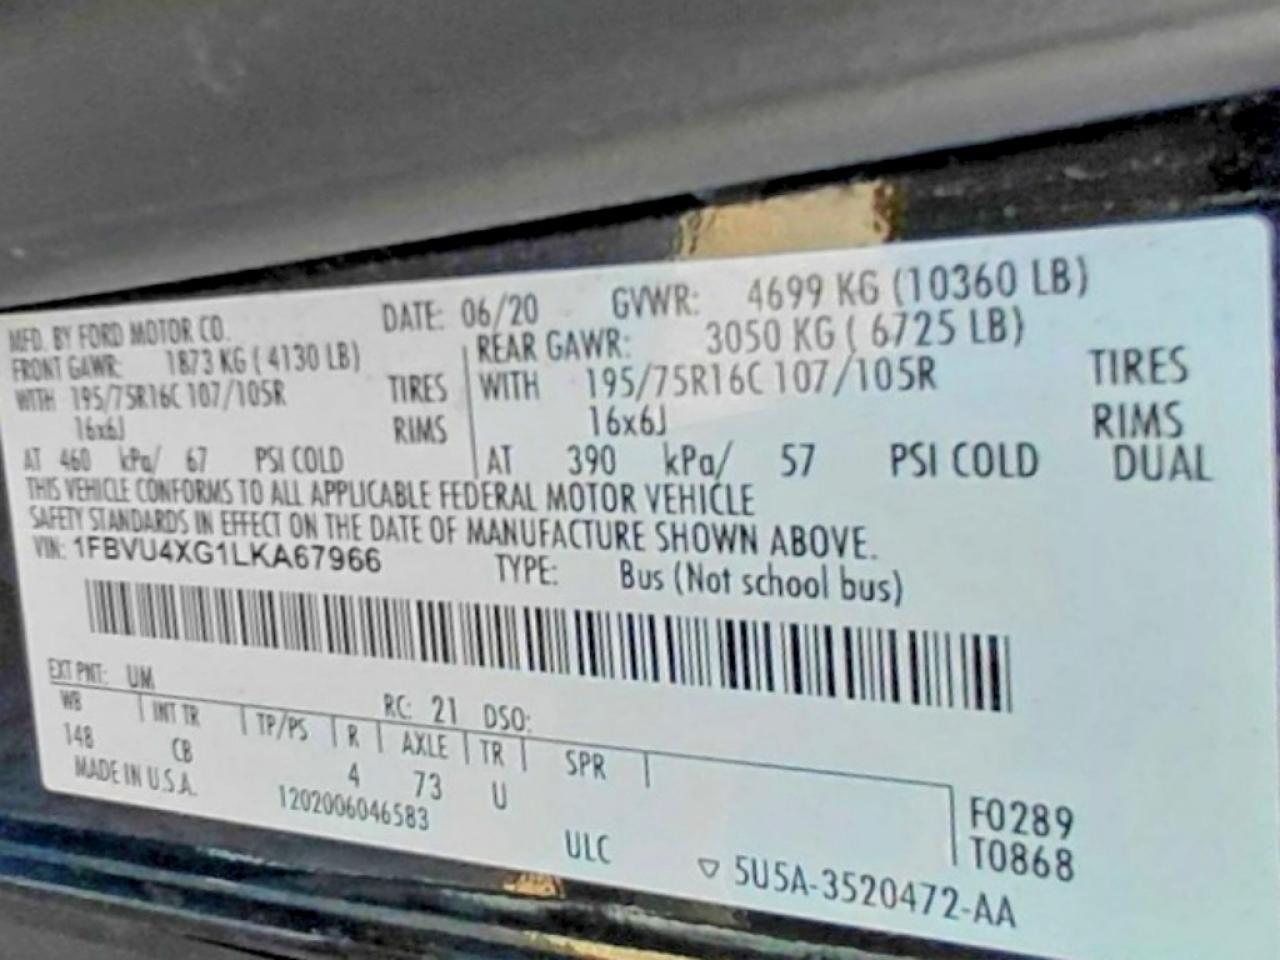 MFD. BY FORD MOTOR CO. DATE: 06/20 GVWR: 4699 KG (10360 LB)
FRONT GAWR: 1873 KG ( 4130 LB) REAR GAWR: 3050 KG ( 6725 LB)
WITH 195/75R16C 107/105R TIRES WITH 195/75R16C 107/105R TIRES
16x6J RIMS 16x6J RIMS
AT 460 kPa/ 67 PSI COLD AT 390 kPa/ 57 PSI COLD DUAL
THIS VEHICLE CONFORMS TO ALL APPLICABLE FEDERAL MOTOR VEHICLE
SAFETY STANDARDS IN EFFECT ON THE DATE OF MANUFACTURE SHOWN ABOVE.
VIN: 1FBVU4XG1LKA67966 TYPE: Bus (Not school bus)
EXT PNT: UM RC: 21 DSO:
WB INT TR TP/PS R AXLE TR SPR
148 CB 4 73 U F0289
MADE IN U.S.A. 1202006046583 T0868
ULC ▽ 5U5A-3520472-AA